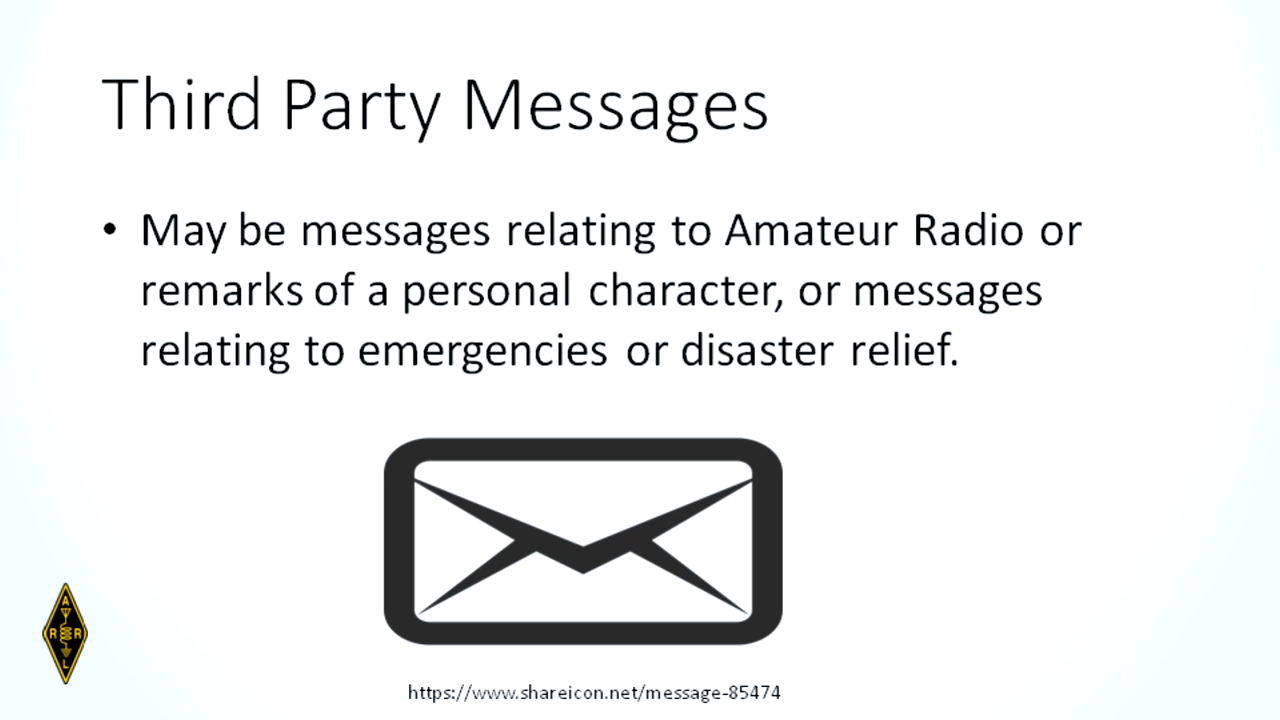 Third Party Messages
• May be messages relating to Amateur Radio or
remarks of a personal character, or messages
relating to emergencies or disaster relief.
A
R R
L
https://www.shareicon.net/message-85474